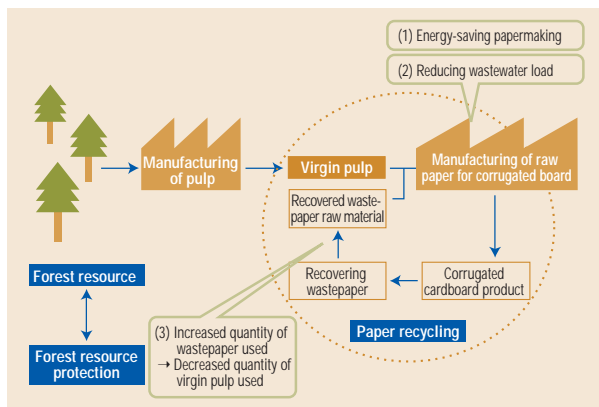 (1) Energy-saving papermaking
(2) Reducing wastewater load
Manufacturing
of pulp
Virgin pulp
Manufacturing of raw
paper for corrugated board
Recovered waste-
paper raw material
Recovering
wastepaper
Corrugated
cardboard product
Forest resource
Forest resource
protection
(3) Increased quantity of
wastepaper used
→ Decreased quantity of
virgin pulp used
Paper recycling